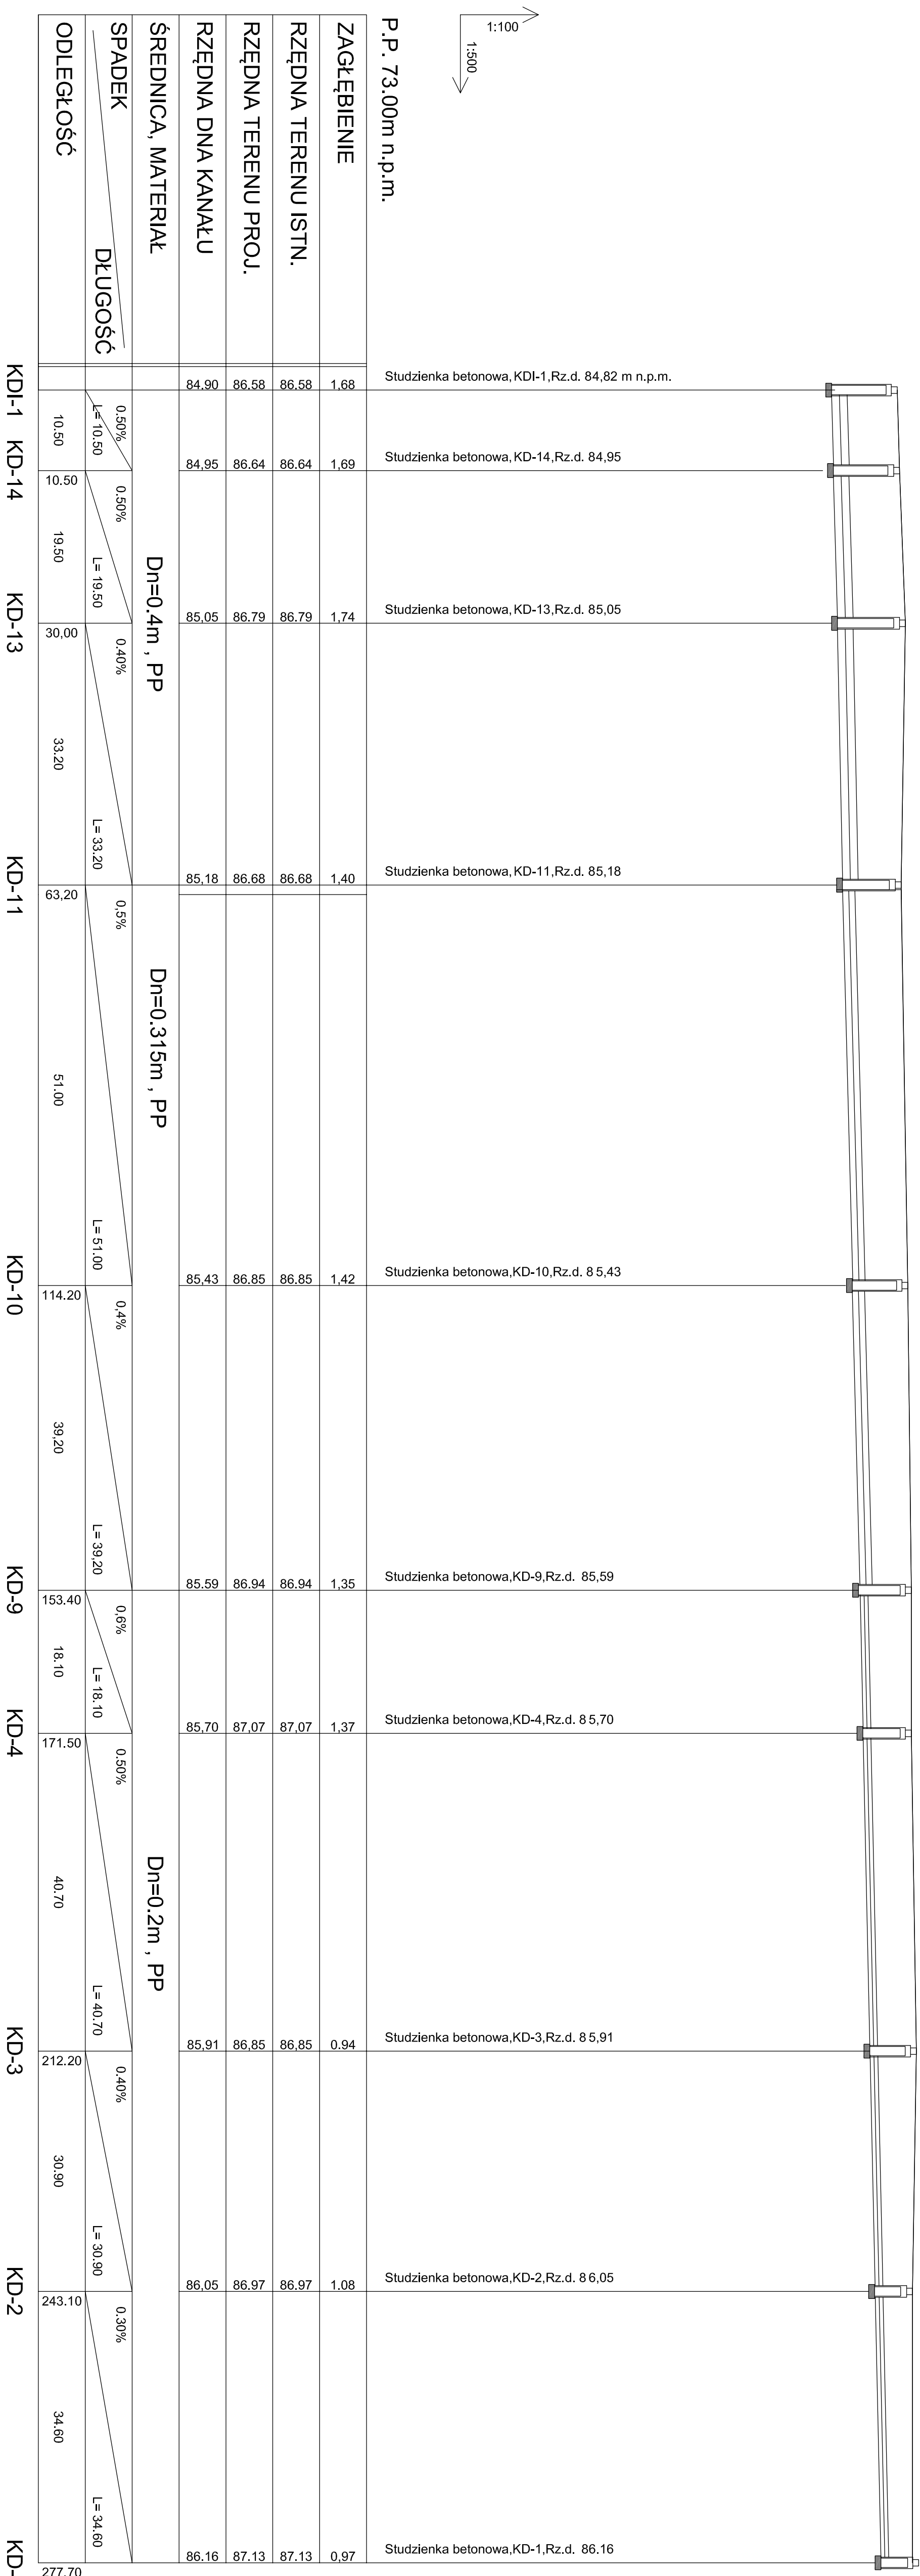 1:100
1:500
P.P. 73.00m n.p.m.
ZAGŁĘBIENIE
RZĘDNA TERENU ISTN.
RZĘDNA TERENU PROJ.
RZĘDNA DNA KANAŁU
ŚREDNICA, MATERIAŁ
SPADEK
DŁUGOŚĆ
ODLEGŁOŚĆ
Studzienka betonowa,KDI-1,Rz.d. 84,82 m n.p.m.
84,90 86.58 86.58 1,68
KDI-1
0.50%
L= 10.50
10.50
Studzienka betonowa,KD-14,Rz.d. 84,95
84,95 86.64 86.64 1,69
10.50
KD-14
0.50%
L= 19.50
19.50
Dn=0.4m , PP
Studzienka betonowa,KD-13,Rz.d. 85,05
85,05 86.79 86.79 1,74
30,00
KD-13
0.40%
L= 33.20
33.20
Studzienka betonowa,KD-11,Rz.d. 85,18
85,18 86.68 86.68 1,40
63,20
KD-11
0,5%
L= 51.00
51.00
Dn=0.315m , PP
Studzienka betonowa,KD-10,Rz.d. 85,43
85,43 86.85 86.85 1,42
114.20
KD-10
0,4%
L= 39,20
39,20
Studzienka betonowa,KD-9,Rz.d. 85,59
85.59 86.94 86.94 1,35
153.40
KD-9
0,6%
L= 18.10
18.10
Studzienka betonowa,KD-4,Rz.d. 85,70
85,70 87,07 87,07 1,37
171.50
KD-4
0.50%
L= 40.70
40.70
Dn=0.2m , PP
Studzienka betonowa,KD-3,Rz.d. 85,91
85,91 86,85 86,85 0.94
212.20
KD-3
0.40%
L= 30.90
30.90
Studzienka betonowa,KD-2,Rz.d. 86,05
86,05 86.97 86.97 1.08
243.10
KD-2
0.30%
L= 34.60
34.60
Studzienka betonowa,KD-1,Rz.d. 86.16
86.16 87.13 87.13 0,97
277.70
KD-